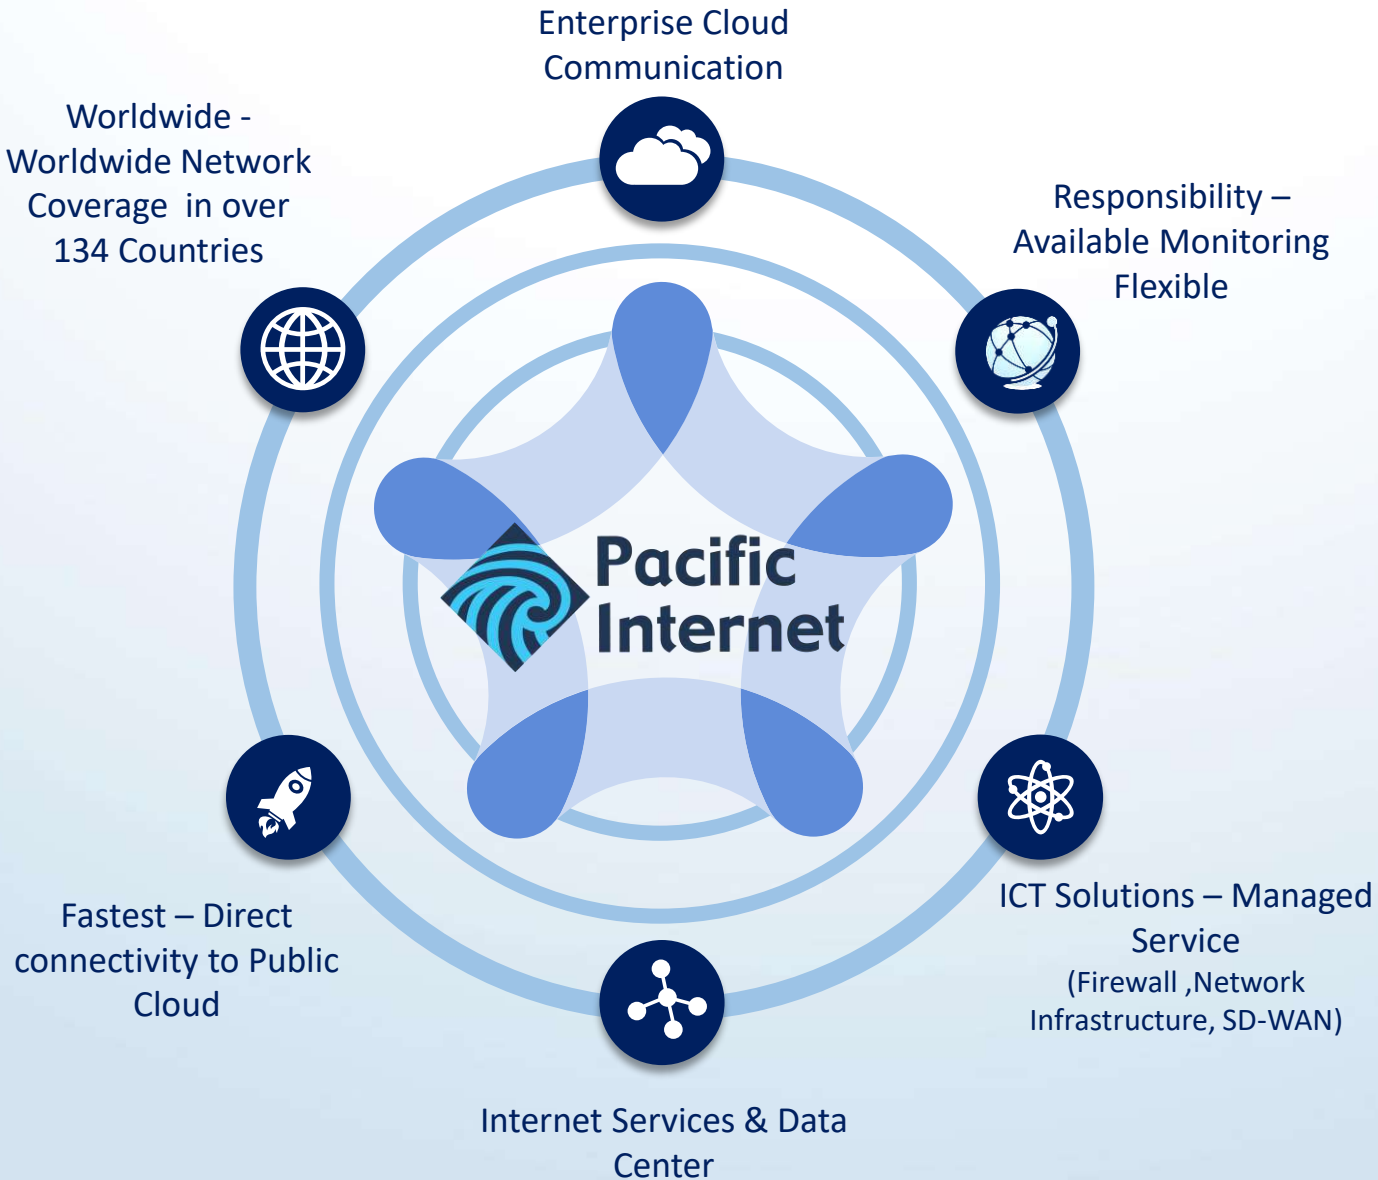 Enterprise Cloud
Communication
Worldwide -
Worldwide Network
Coverage in over
134 Countries
Responsibility –
Available Monitoring
Flexible
Pacific
Internet
Fastest – Direct
connectivity to Public
Cloud
ICT Solutions – Managed
Service
(Firewall ,Network
Infrastructure, SD-WAN)
Internet Services & Data
Center